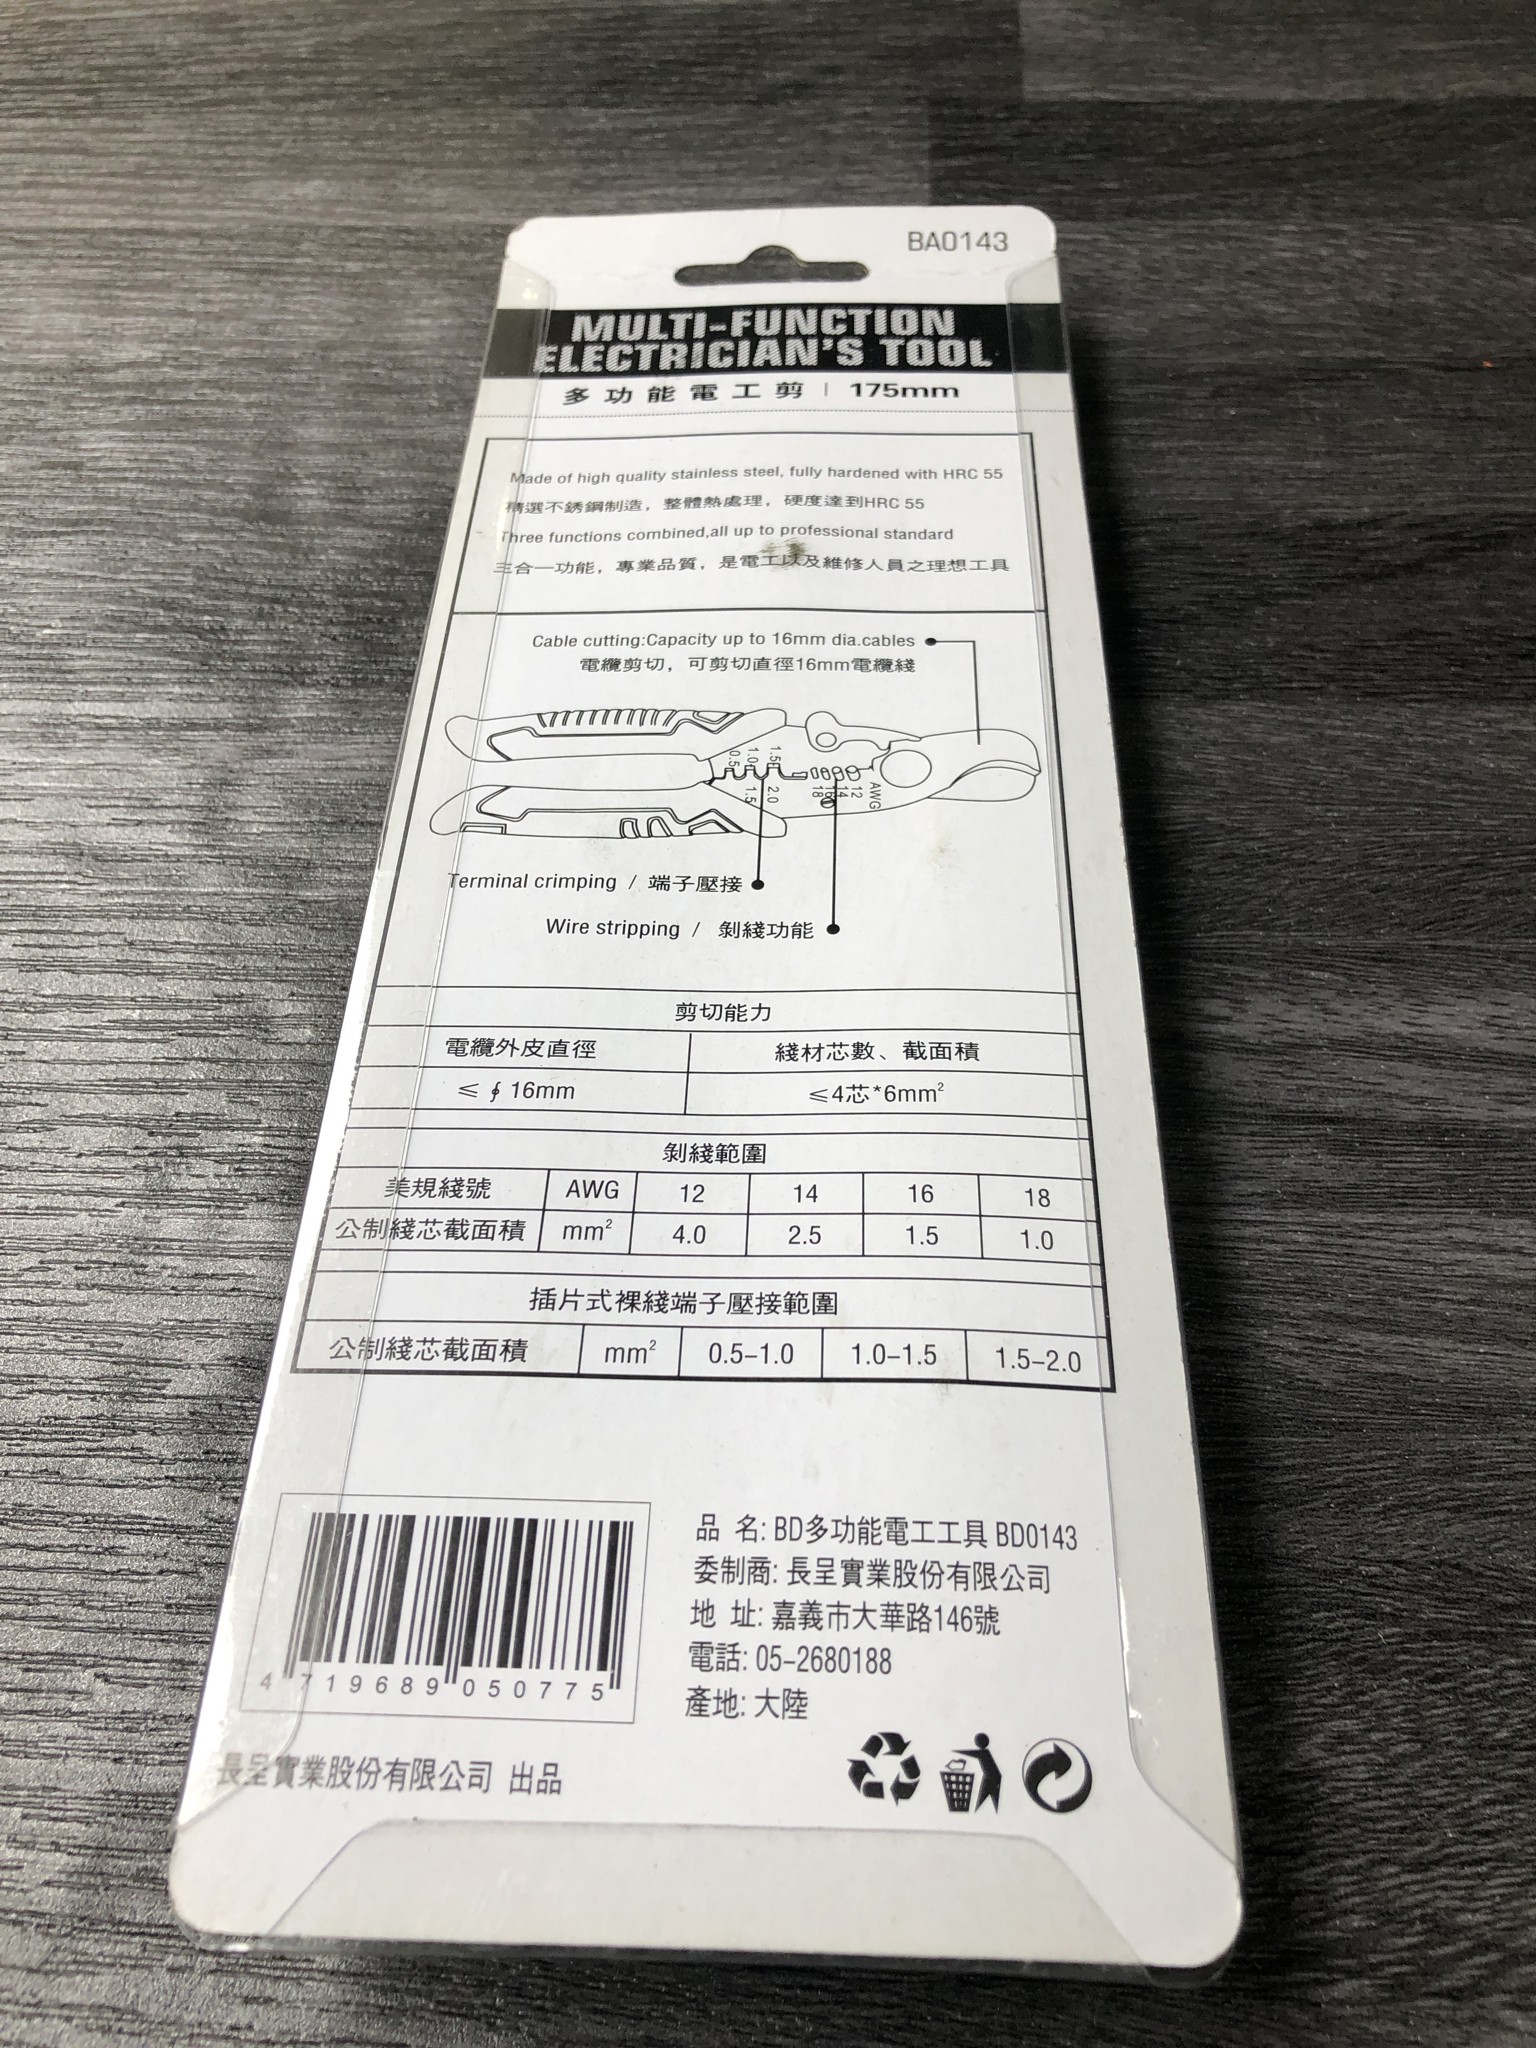 BA0143
MULTI-FUNCTION
ELECTRICIAN'S TOOL
多功能電工剪 | 175mm
Made of high quality stainless steel, fully hardened with HRC 55
精選不銹鋼制造，整體熱處理，硬度達到HRC 55
Three functions combined,all up to professional standard
三合一功能，專業品質，是電工以及維修人員之理想工具
Cable cutting:Capacity up to 16mm dia.cables
電纜剪切，可剪切直徑16mm電纜綫
0.5 1.0 1.5
1.5 2.0
18 16 14 12 AWG
Terminal crimping / 端子壓接
Wire stripping / 剝綫功能
剪切能力
電纜外皮直徑 綫材芯數、截面積
≤ ∮ 16mm ≤4芯*6mm²
剝綫範圍
美規綫號 AWG 12 14 16 18
公制綫芯截面積 mm² 4.0 2.5 1.5 1.0
插片式裸綫端子壓接範圍
公制綫芯截面積 mm² 0.5–1.0 1.0–1.5 1.5–2.0
4 719689 050775
品 名: BD多功能電工工具 BD0143
委制商: 長呈實業股份有限公司
地 址: 嘉義市大華路146號
電話: 05-2680188
產地: 大陸
長呈實業股份有限公司 出品